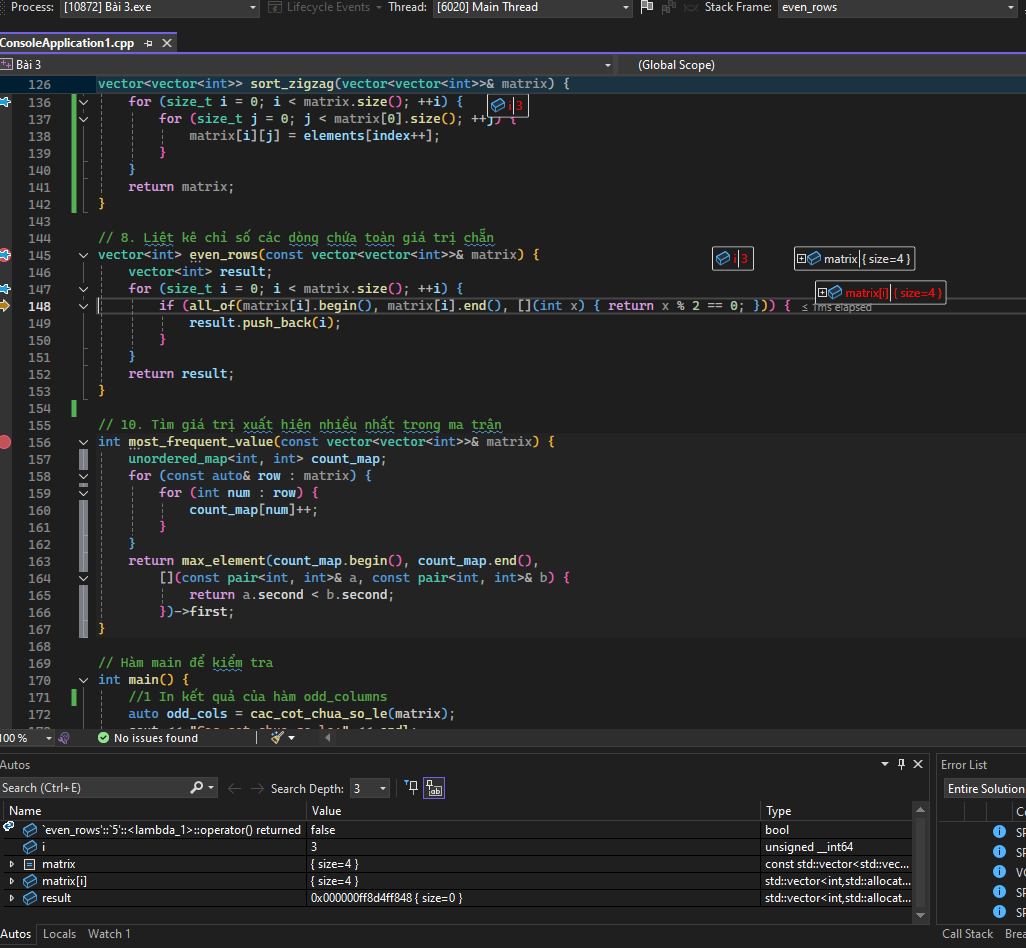 Process: [10872] Bài 3.exe Lifecycle Events Thread: [6020] Main Thread Stack Frame: even_rows
ConsoleApplication1.cpp
Bài 3 (Global Scope)
126 vector<vector<int>> sort_zigzag(vector<vector<int>>& matrix) {
136 for (size_t i = 0; i < matrix.size(); ++i) { i 3
137 for (size_t j = 0; j < matrix[0].size(); ++j) {
138 matrix[i][j] = elements[index++];
139 }
140 }
141 return matrix;
142 }
143
144 // 8. Liệt kê chỉ số các dòng chứa toàn giá trị chẵn
145 vector<int> even_rows(const vector<vector<int>>& matrix) { i 3 matrix { size=4 }
146 vector<int> result;
147 for (size_t i = 0; i < matrix.size(); ++i) { matrix[i] { size=4 }
148 if (all_of(matrix[i].begin(), matrix[i].end(), [](int x) { return x % 2 == 0; })) { ≤ 1ms elapsed
149 result.push_back(i);
150 }
151 }
152 return result;
153 }
154
155 // 10. Tìm giá trị xuất hiện nhiều nhất trong ma trận
156 int most_frequent_value(const vector<vector<int>>& matrix) {
157 unordered_map<int, int> count_map;
158 for (const auto& row : matrix) {
159 for (int num : row) {
160 count_map[num]++;
161 }
162 }
163 return max_element(count_map.begin(), count_map.end(),
164 [](const pair<int, int>& a, const pair<int, int>& b) {
165 return a.second < b.second;
166 })->first;
167 }
168
169 // Hàm main để kiểm tra
170 int main() {
171 //1 In kết quả của hàm odd_columns
172 auto odd_cols = cac_cot_chua_so_le(matrix);
100 % No issues found
Autos
Search (Ctrl+E) Search Depth: 3
Name Value Type
`even_rows'::`5'::<lambda_1>::operator() returned false bool
i 3 unsigned __int64
matrix { size=4 } const std::vector<std::vec...
matrix[i] { size=4 } std::vector<int,std::allocat...
result 0x000000ff8d4ff848 { size=0 } std::vector<int,std::allocat...
Autos Locals Watch 1
Error List
Entire Solution
Call Stack